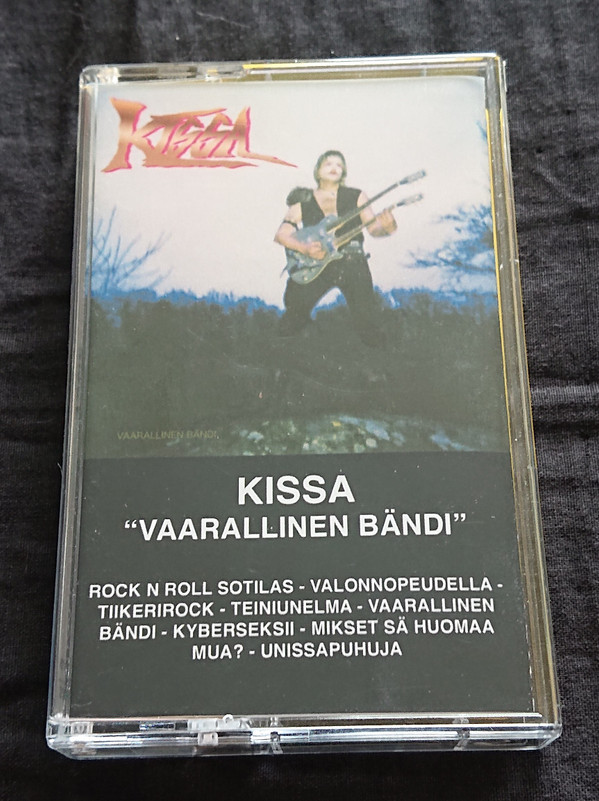 KISSA
VAARALLINEN BÄNDI
KISSA
“VAARALLINEN BÄNDI”
ROCK N ROLL SOTILAS - VALONNOPEUDELLA -
TIIKERIROCK - TEINIUNELMA - VAARALLINEN
BÄNDI - KYBERSEKSII - MIKSET SÄ HUOMAA
MUA? - UNISSAPUHUJA